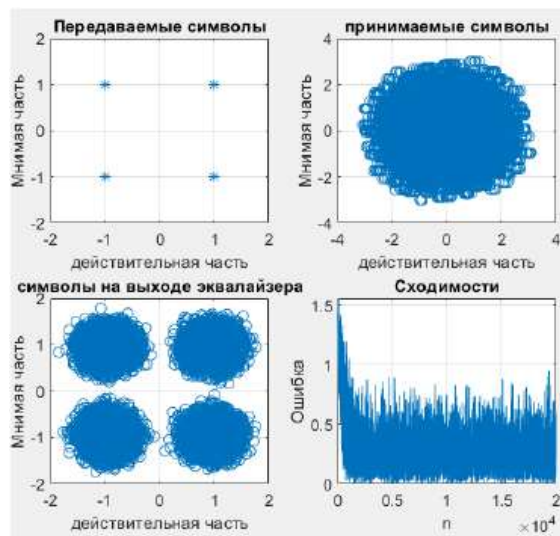 Передаваемые символы
2
1
0
-1
-2
Мнимая часть
-2 -1 0 1 2
действительная часть
принимаемые символы
4
2
0
-2
-4
Мнимая часть
-4 -2 0 2 4
действительная часть
символы на выходе эквалайзера
2
1
0
-1
-2
Мнимая часть
-2 -1 0 1 2
действительная часть
Сходимости
1.5
1
0.5
0
Ошибка
0 0.5 1 1.5 2
n
×10⁴